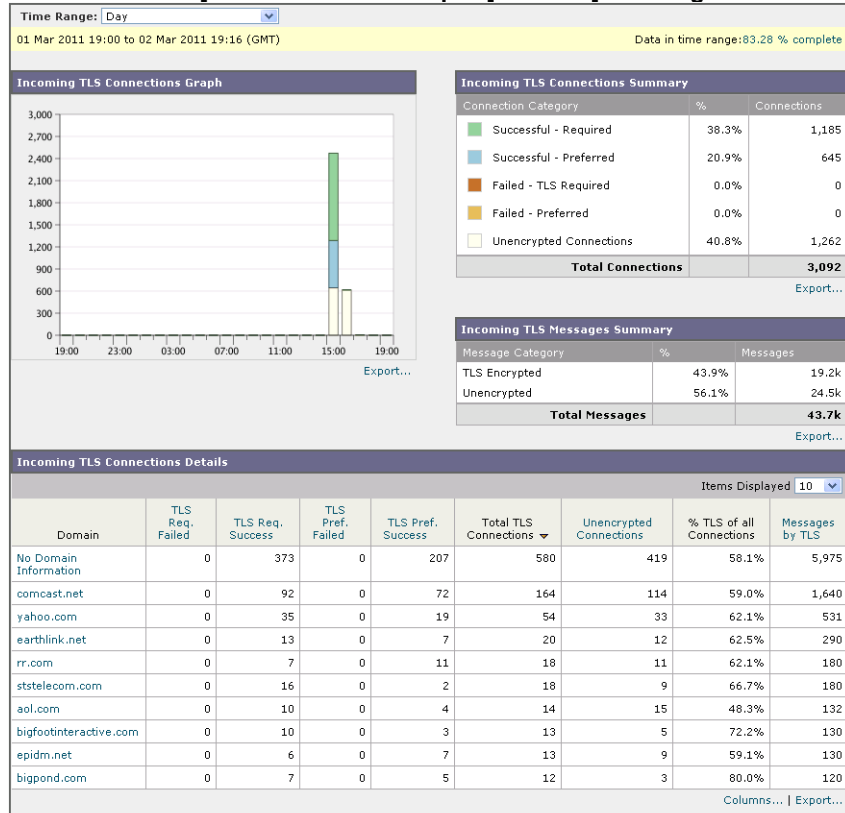 Time Range: Day
01 Mar 2011 19:00 to 02 Mar 2011 19:16 (GMT) Data in time range:83.28 % complete
Incoming TLS Connections Graph
3,000
2,700
2,400
2,100
1,800
1,500
1,200
900
600
300
0
19:00 23:00 03:00 07:00 11:00 15:00 19:00
Export...
Incoming TLS Connections Summary
Connection Category % Connections
Successful - Required 38.3% 1,185
Successful - Preferred 20.9% 645
Failed - TLS Required 0.0% 0
Failed - Preferred 0.0% 0
Unencrypted Connections 40.8% 1,262
Total Connections 3,092
Export...
Incoming TLS Messages Summary
Message Category % Messages
TLS Encrypted 43.9% 19.2k
Unencrypted 56.1% 24.5k
Total Messages 43.7k
Export...
Incoming TLS Connections Details
Items Displayed 10
Domain TLS Req. Failed TLS Req. Success TLS Pref. Failed TLS Pref. Success Total TLS Connections Unencrypted Connections % TLS of all Connections Messages by TLS
No Domain Information 0 373 0 207 580 419 58.1% 5,975
comcast.net 0 92 0 72 164 114 59.0% 1,640
yahoo.com 0 35 0 19 54 33 62.1% 531
earthlink.net 0 13 0 7 20 12 62.5% 290
rr.com 0 7 0 11 18 11 62.1% 180
ststelecom.com 0 16 0 2 18 9 66.7% 180
aol.com 0 10 0 4 14 15 48.3% 132
bigfootinteractive.com 0 10 0 3 13 5 72.2% 130
epidm.net 0 6 0 7 13 9 59.1% 130
bigpond.com 0 7 0 5 12 3 80.0% 120
Columns... | Export...